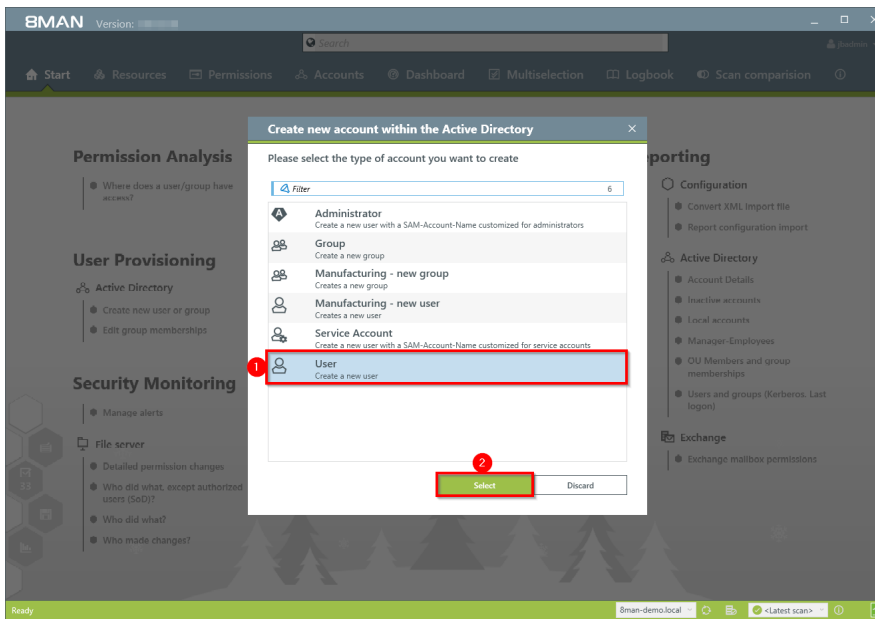 8MAN Version:
Search
jbadmin
Start Resources Permissions Accounts Dashboard Multiselection Logbook Scan comparision
Create new account within the Active Directory
Please select the type of account you want to create
Filter 6
Administrator
Create a new user with a SAM-Account-Name customized for administrators
Group
Create a new group
Manufacturing - new group
Creates a new group
Manufacturing - new user
Creates a new user
Service Account
Create a new user with a SAM-Account-Name customized for service accounts
1
User
Create a new user
2
Select Discard
Permission Analysis
Where does a user/group have
access?
User Provisioning
Active Directory
Create new user or group
Edit group memberships
Security Monitoring
Manage alerts
File server
Detailed permission changes
Who did what, except authorized
users (SoD)?
Who did what?
Who made changes?
33
porting
Configuration
Convert XML Import file
Report configuration import
Active Directory
Account Details
Inactive accounts
Local accounts
Manager-Employees
OU Members and group
memberships
Users and groups (Kerberos, Last
logon)
Exchange
Exchange mailbox permissions
Ready 8man-demo.local <Latest scan>